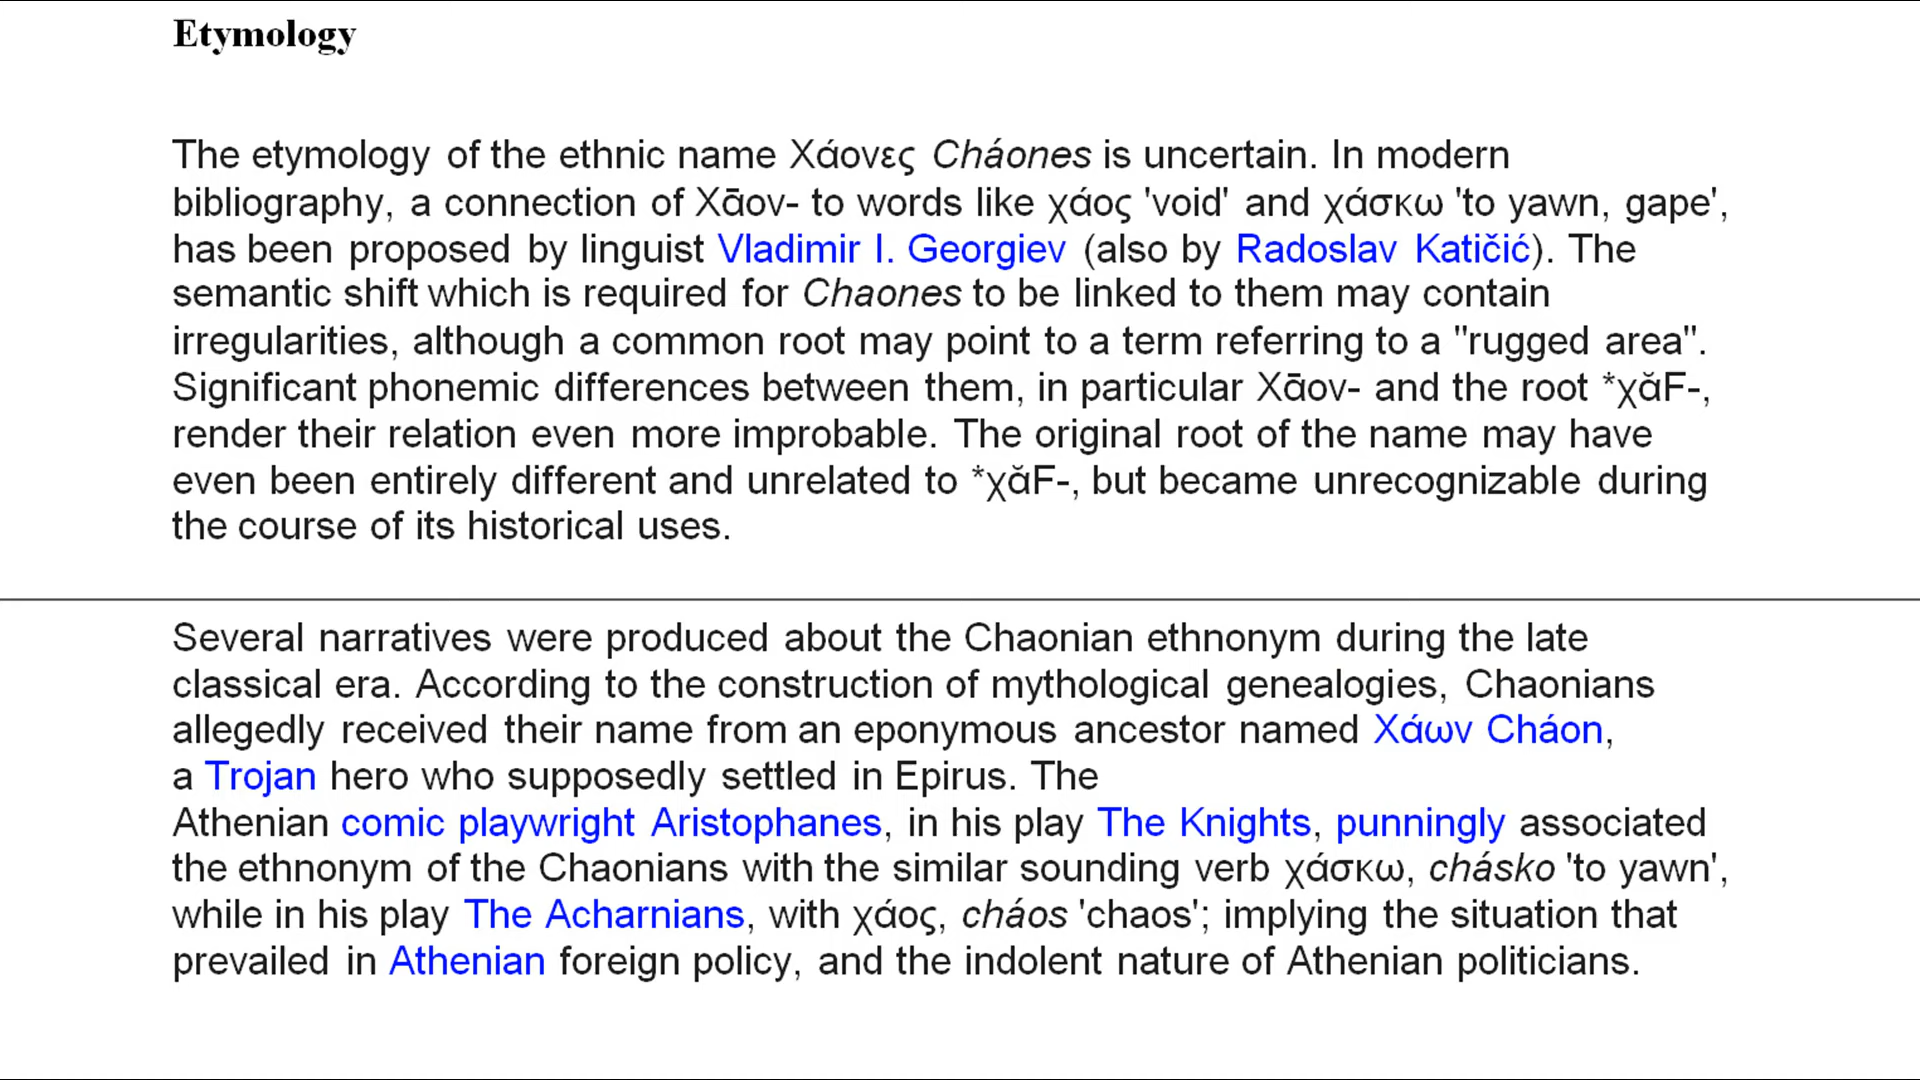 Etymology
The etymology of the ethnic name Χάονες Cháones is uncertain. In modern
bibliography, a connection of Χᾱον- to words like χάος 'void' and χάσκω 'to yawn, gape',
has been proposed by linguist Vladimir I. Georgiev (also by Radoslav Katičić). The
semantic shift which is required for Chaones to be linked to them may contain
irregularities, although a common root may point to a term referring to a "rugged area".
Significant phonemic differences between them, in particular Χᾱον- and the root *χᾰF-,
render their relation even more improbable. The original root of the name may have
even been entirely different and unrelated to *χᾰF-, but became unrecognizable during
the course of its historical uses.
Several narratives were produced about the Chaonian ethnonym during the late
classical era. According to the construction of mythological genealogies, Chaonians
allegedly received their name from an eponymous ancestor named Χάων Cháon,
a Trojan hero who supposedly settled in Epirus. The
Athenian comic playwright Aristophanes, in his play The Knights, punningly associated
the ethnonym of the Chaonians with the similar sounding verb χάσκω, chásko 'to yawn',
while in his play The Acharnians, with χάος, cháos 'chaos'; implying the situation that
prevailed in Athenian foreign policy, and the indolent nature of Athenian politicians.